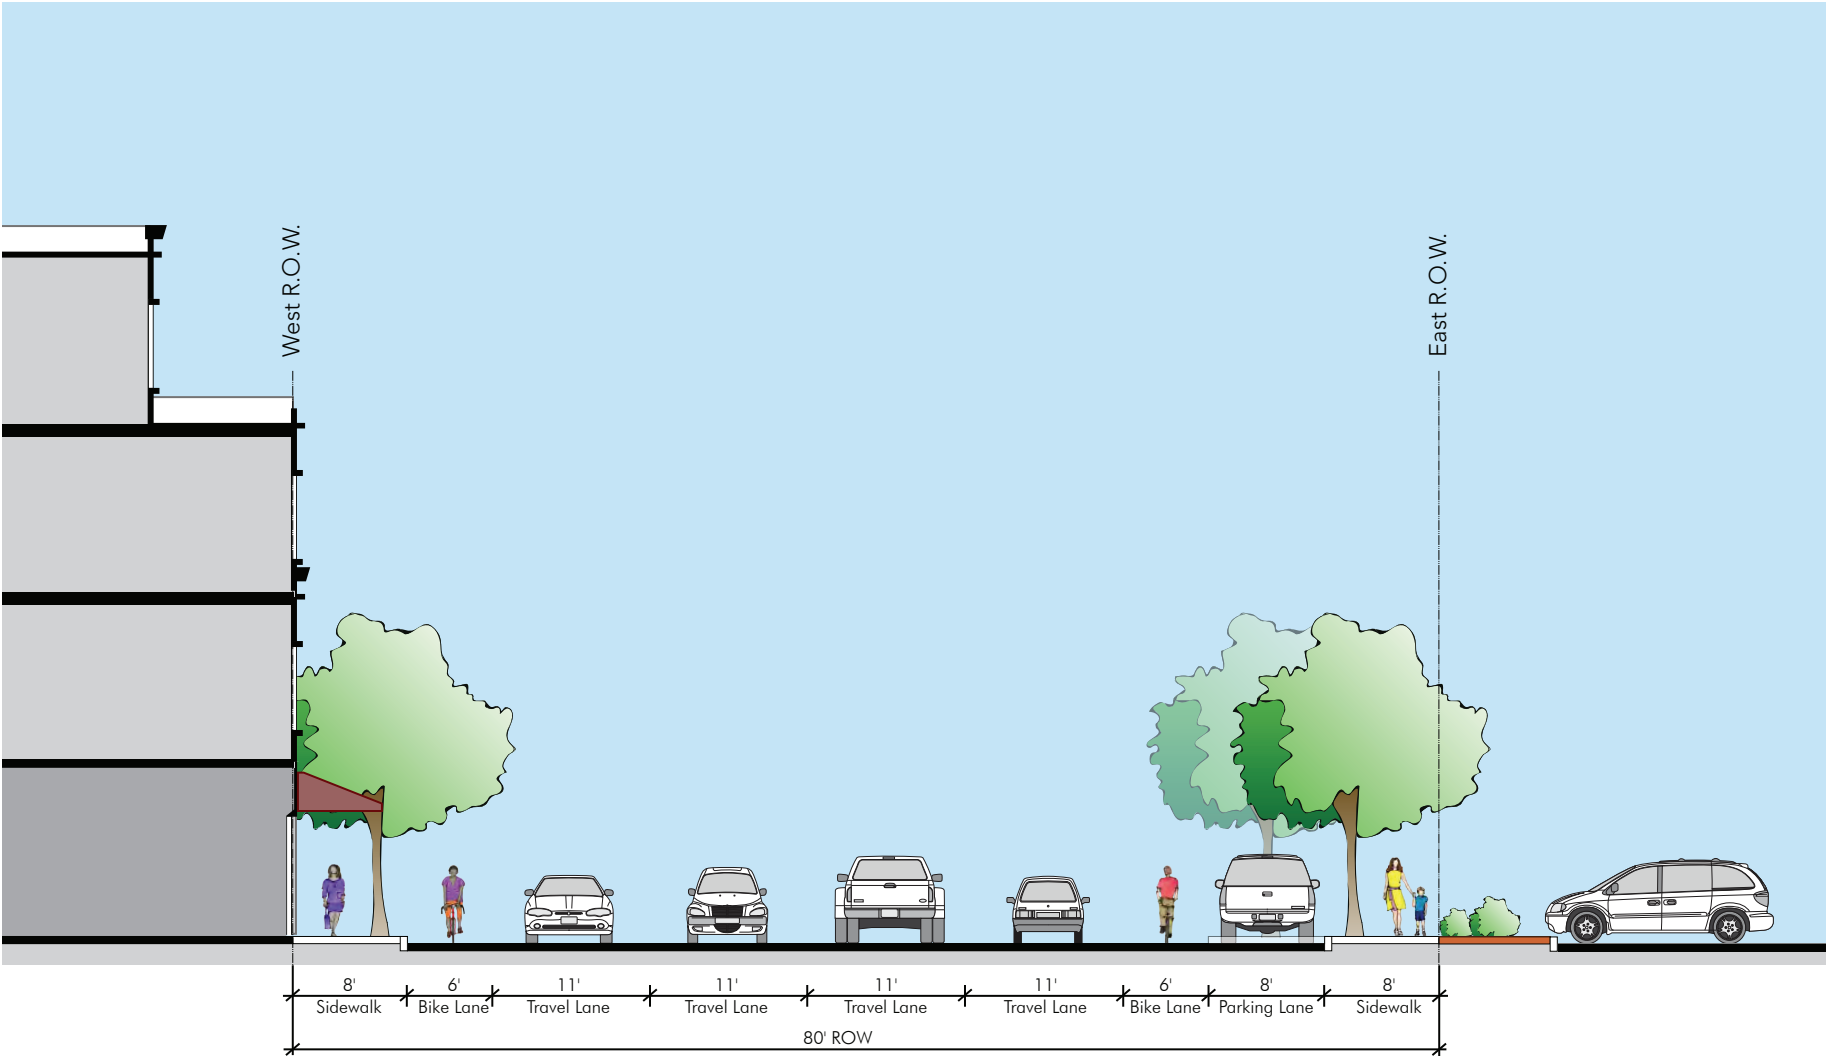 West R.O.W.
East R.O.W.
8' 6' 11' 11' 11' 11' 6' 8' 8'
Sidewalk Bike Lane Travel Lane Travel Lane Travel Lane Travel Lane Bike Lane Parking Lane Sidewalk
80' ROW